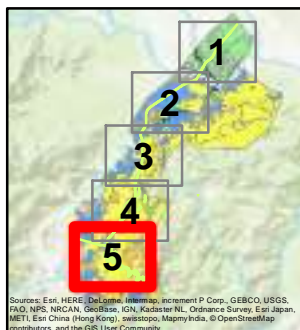 1
2
3
4
5
Sources: Esri, HERE, DeLorme, Intermap, increment P Corp., GEBCO, USGS,
FAO, NPS, NRCAN, GeoBase, IGN, Kadaster NL, Ordnance Survey, Esri Japan,
METI, Esri China (Hong Kong), swisstopo, MapmyIndia, © OpenStreetMap
contributors, and the GIS User Community